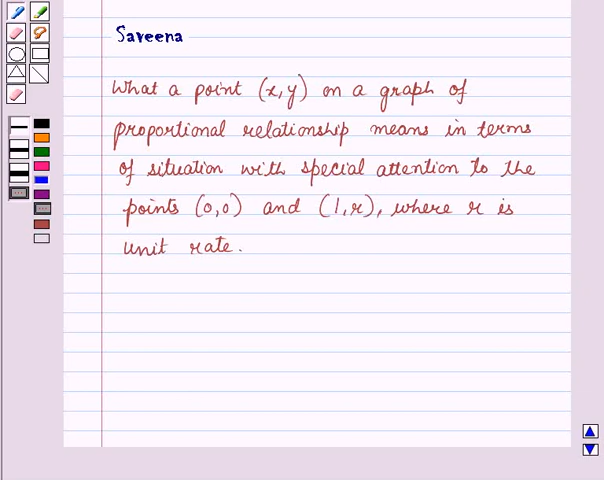 Saveena
What a point (x,y) on a graph of
proportional relationship means in terms
of situation with special attention to the
points (0,0) and (1,r), where r is
unit rate.